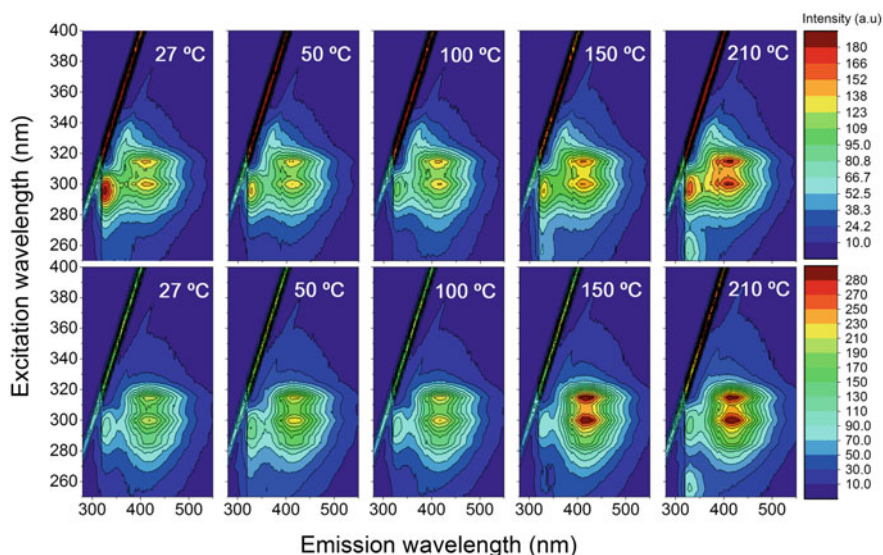 Intensity (a.u)
400
27 ºC
50 ºC
100 ºC
150 ºC
210 ºC
380
360
340
320
300
280
260
180
166
152
138
123
109
95.0
80.8
66.7
52.5
38.3
24.2
10.0
400
27 ºC
50 ºC
100 ºC
150 ºC
210 ºC
380
360
340
320
300
280
260
280
270
250
230
210
190
170
150
130
110
90.0
70.0
50.0
30.0
10.0
300 400 500
300 400 500
300 400 500
300 400 500
300 400 500
Excitation wavelength (nm)
Emission wavelength (nm)